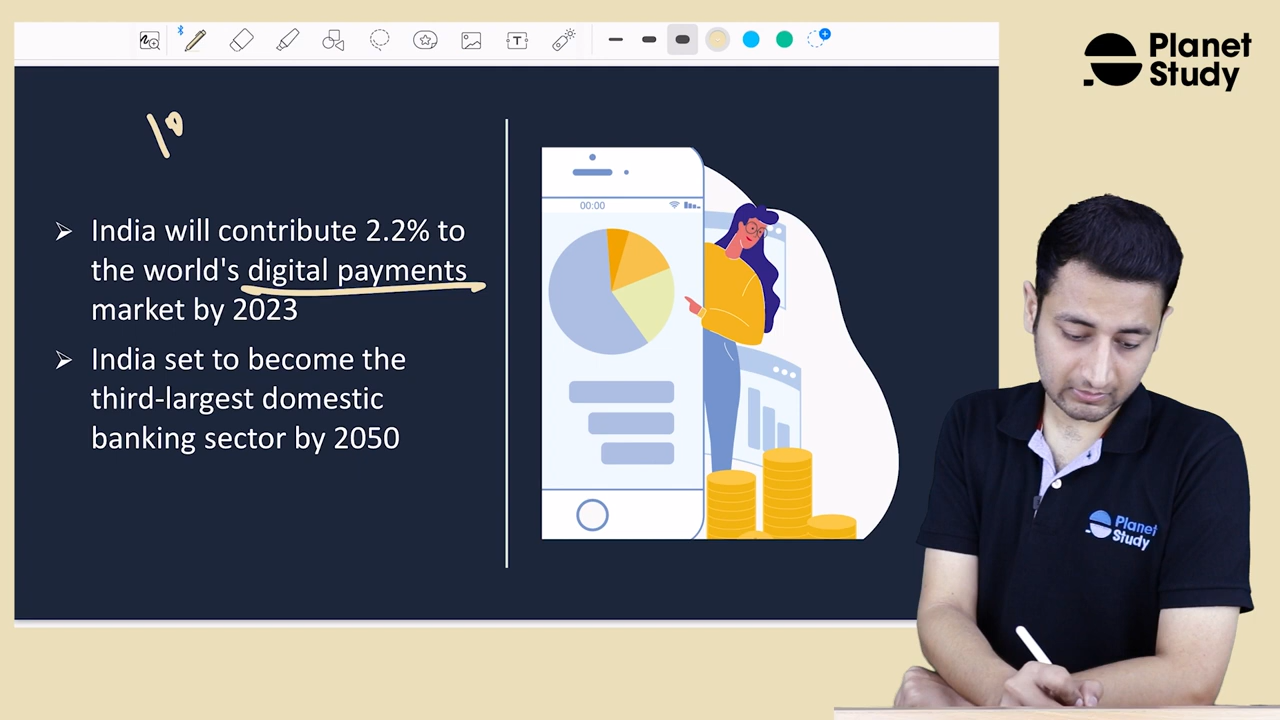 Planet
Study
India will contribute 2.2% to
the world's digital payments
market by 2023
India set to become the
third-largest domestic
banking sector by 2050
00:00
T
Planet
Study